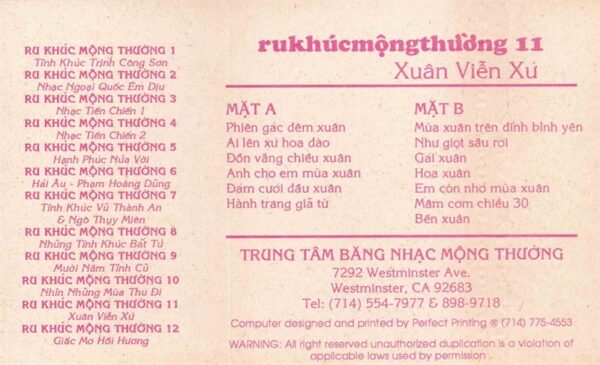 RU KHÚC MỘNG THƯỜNG 1
Tình Khúc Trịnh Công Sơn
RU KHÚC MỘNG THƯỜNG 2
Nhạc Ngoại Quốc Êm Dịu
RU KHÚC MỘNG THƯỜNG 3
Nhạc Tiền Chiến 1
RU KHÚC MỘNG THƯỜNG 4
Nhạc Tiền Chiến 2
RU KHÚC MỘNG THƯỜNG 5
Hạnh Phúc Nửa Vời
RU KHÚC MỘNG THƯỜNG 6
Hải Âu - Phạm Hoàng Dũng
RU KHÚC MỘNG THƯỜNG 7
Tình Khúc Vũ Thành An
& Ngô Thụy Miên
RU KHÚC MỘNG THƯỜNG 8
Những Tình Khúc Bất Tử
RU KHÚC MỘNG THƯỜNG 9
Mười Năm Tình Cũ
RU KHÚC MỘNG THƯỜNG 10
Nhìn Những Mùa Thu Đi
RU KHÚC MỘNG THƯỜNG 11
Xuân Viễn Xứ
RU KHÚC MỘNG THƯỜNG 12
Giấc Mơ Hồi Hương
rukhúcmộngthường 11
Xuân Viễn Xứ
MẶT A
Phiên gác đêm xuân
Ai lên xứ hoa đào
Đồn vắng chiều xuân
Anh cho em mùa xuân
Đám cưới đầu xuân
Hành trang giã từ
MẶT B
Mùa xuân trên đỉnh bình yên
Như giọt sầu rơi
Gái xuân
Hoa xuân
Em còn nhớ mùa xuân
Mâm cơm chiều 30
Bến xuân
TRUNG TÂM BĂNG NHẠC MỘNG THƯỜNG
7292 Westminster Ave.
Westminster, CA 92683
Tel: (714) 554-7977 & 898-9718
Computer designed and printed by Perfect Printing ® (714) 775-4553
WARNING: All right reserved unauthorized duplication is a violation of
applicable laws used by permission.